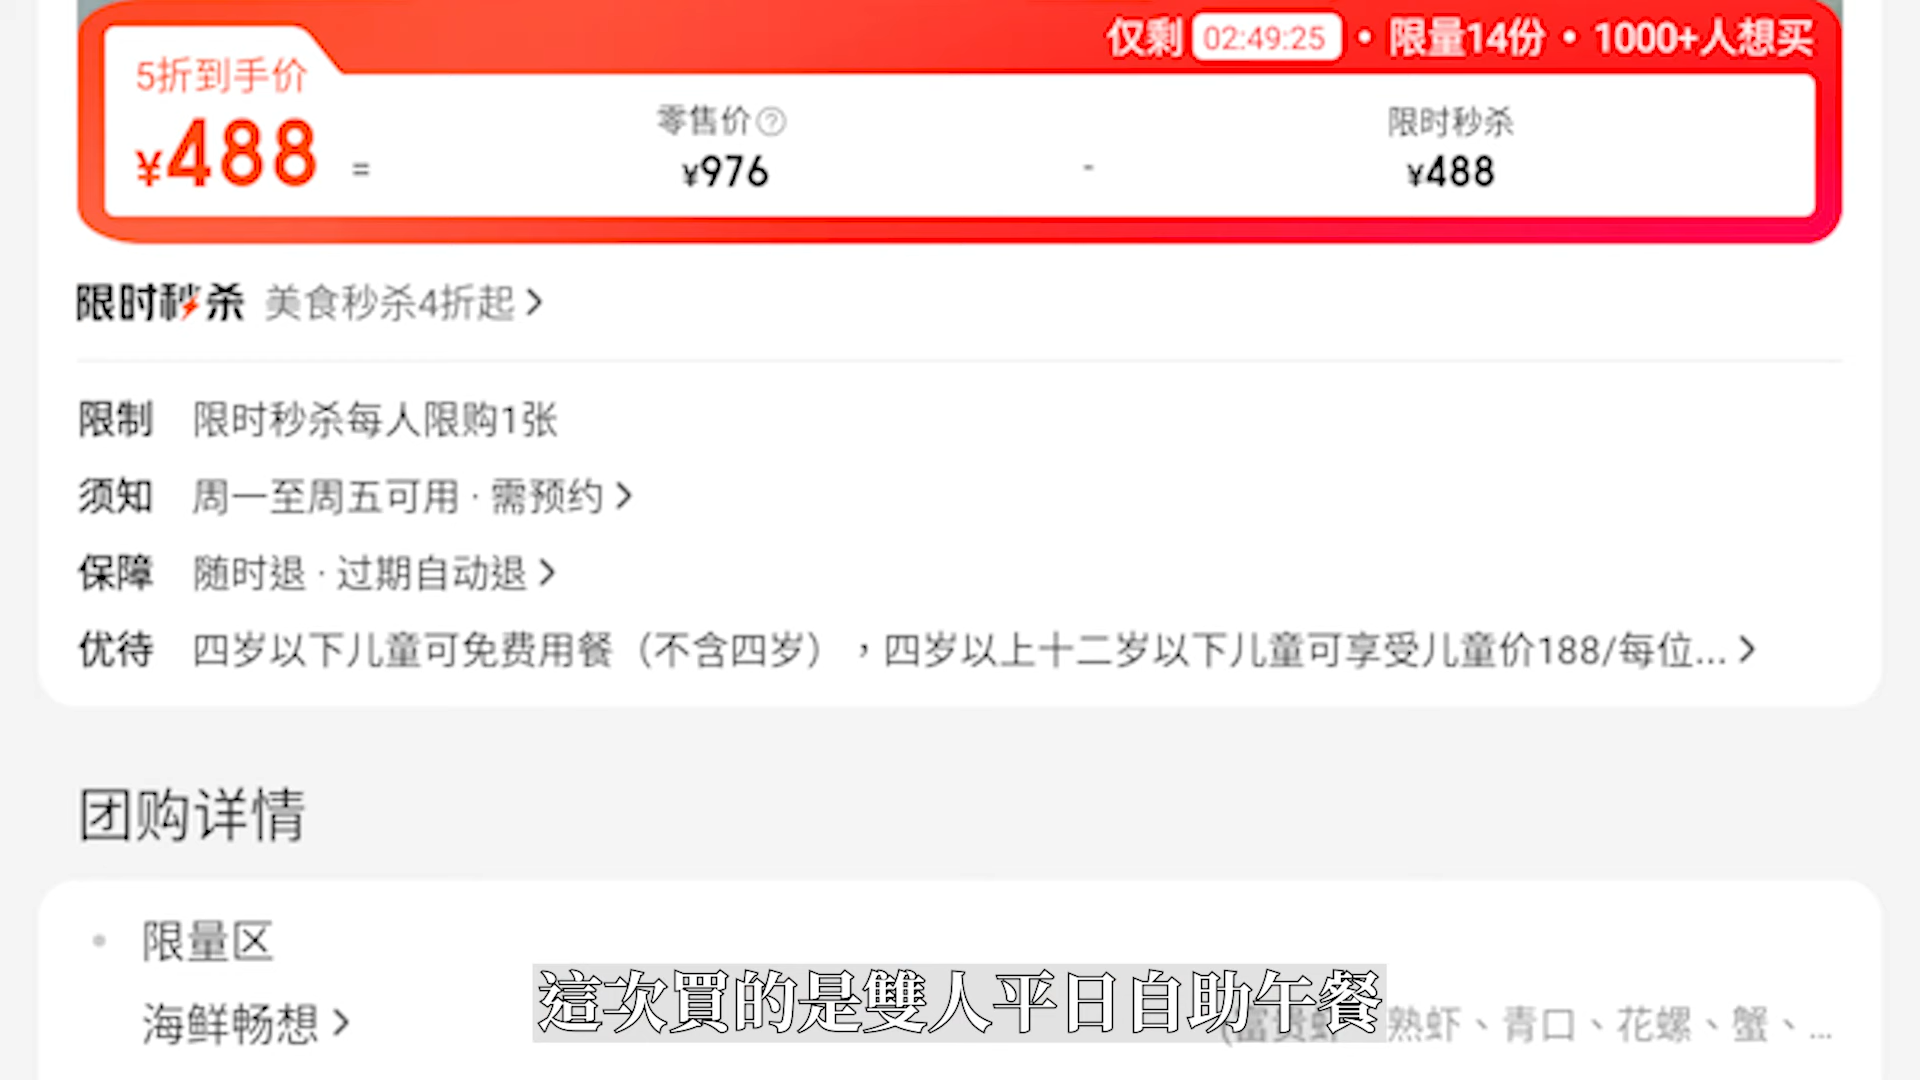 仅剩 02:49:25 • 限量14份 • 1000+人想买
5折到手价
¥488 = 零售价? ¥976 - 限时秒杀 ¥488
限时秒杀 美食秒杀4折起 >
限制 限时秒杀每人限购1张
须知 周一至周五可用 · 需预约 >
保障 随时退 · 过期自动退 >
优待 四岁以下儿童可免费用餐（不含四岁），四岁以上十二岁以下儿童可享受儿童价188/每位... >
团购详情
• 限量区
海鲜畅想 > 熟虾、青口、花螺、蟹、...
這次買的是雙人平日自助午餐